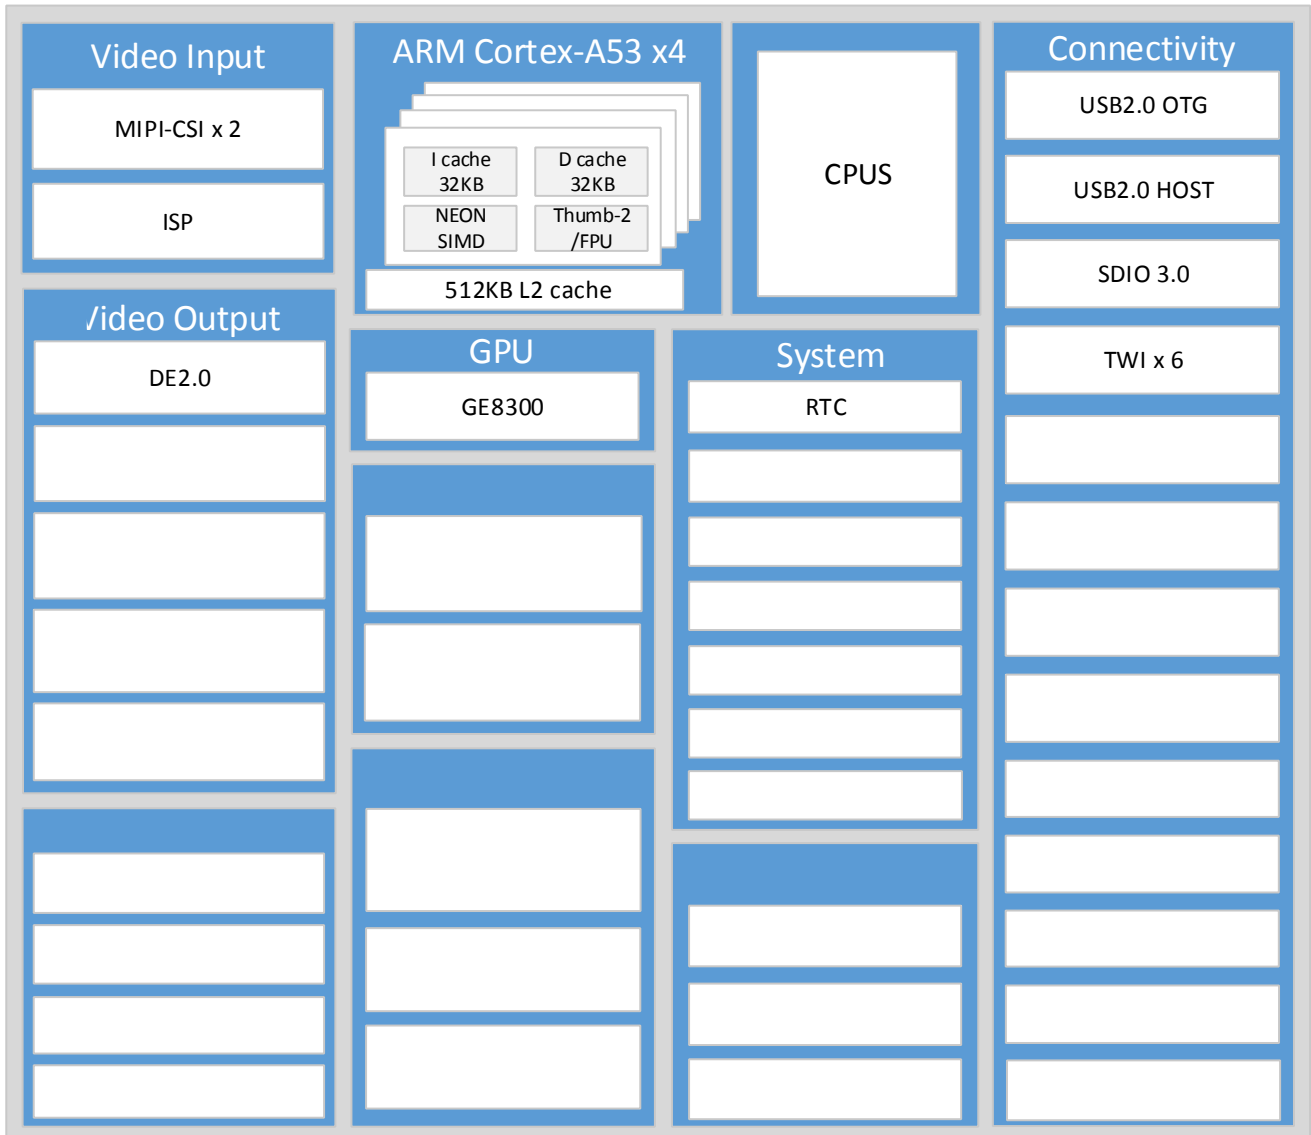 Video Input
MIPI-CSI x 2
ISP
ARM Cortex-A53 x4
I cache
32KB
D cache
32KB
NEON
SIMD
Thumb-2
/FPU
512KB L2 cache
CPUS
Connectivity
USB2.0 OTG
USB2.0 HOST
SDIO 3.0
TWI x 6
Video Output
DE2.0
GPU
GE8300
System
RTC